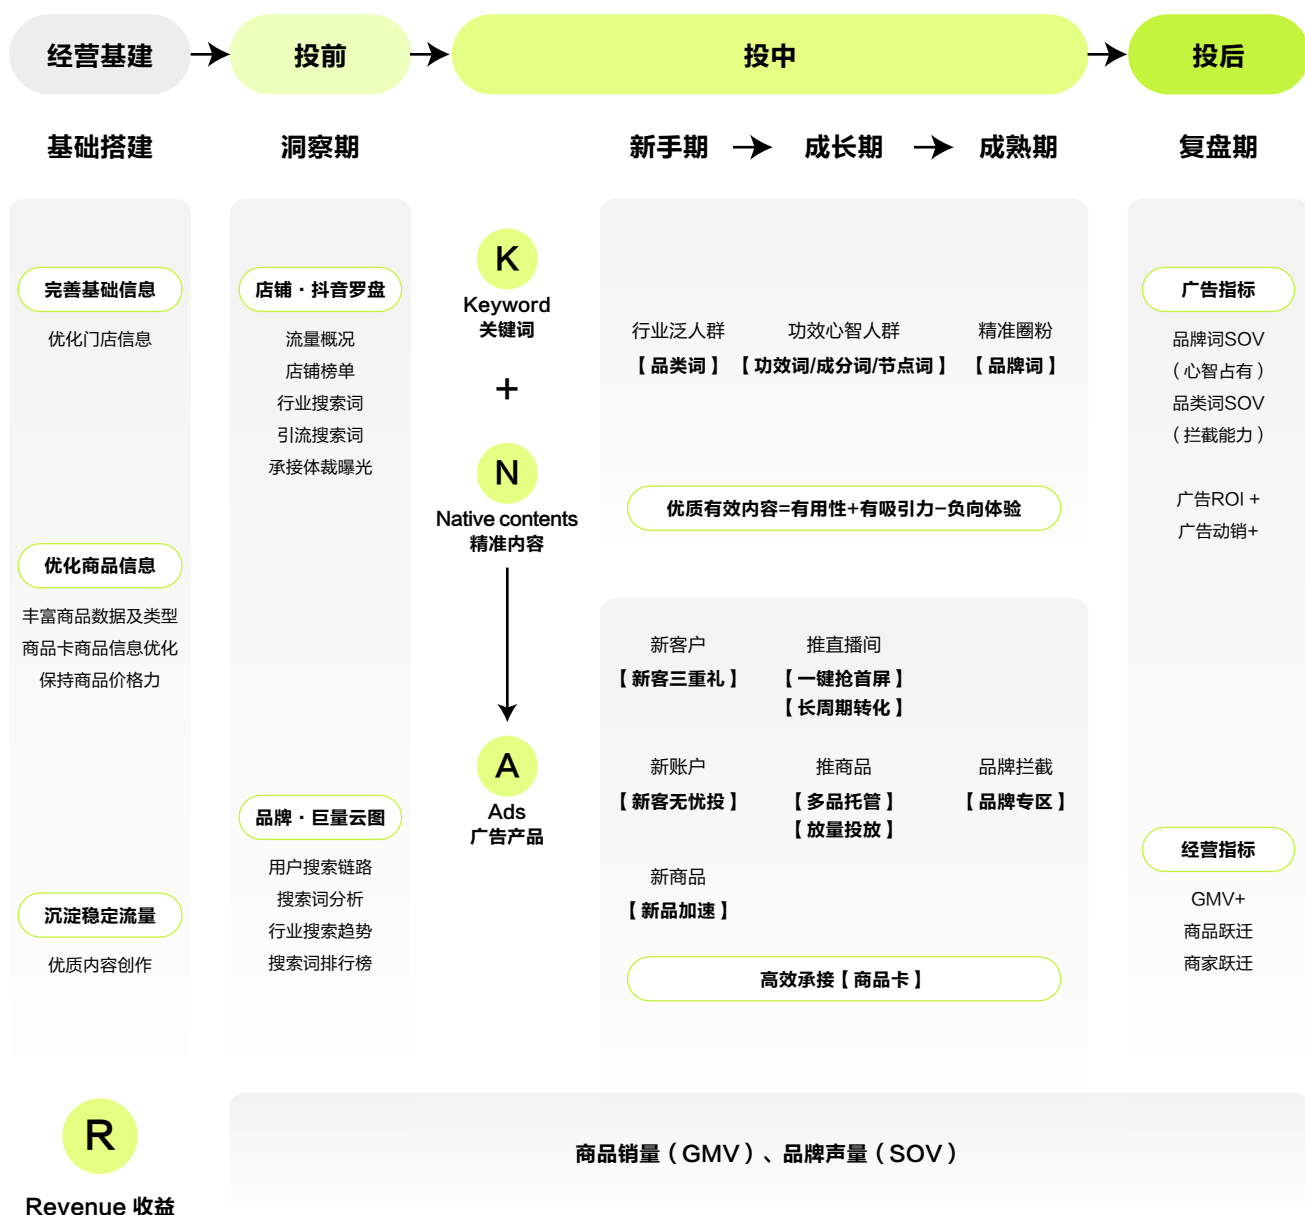 经营基建
投前
投中
投后
基础搭建
洞察期
新手期
成长期
成熟期
复盘期
完善基础信息
优化门店信息
优化商品信息
丰富商品数据及类型
商品卡商品信息优化
保持商品价格力
沉淀稳定流量
优质内容创作
店铺·抖音罗盘
流量概况
店铺榜单
行业搜索词
引流搜索词
承接体裁曝光
品牌·巨量云图
用户搜索链路
搜索词分析
行业搜索趋势
搜索词排行榜
K
Keyword
关键词
+
N
Native contents
精准内容
A
Ads
广告产品
行业泛人群
【品类词】
功效心智人群
【功效词/成分词/节点词】
精准圈粉
【品牌词】
优质有效内容=有用性+有吸引力-负向体验
新客户
【新客三重礼】
推直播间
【一键抢首屏】
【长周期转化】
新账户
【新客无忧投】
推商品
【多品托管】
【放量投放】
品牌拦截
【品牌专区】
新商品
【新品加速】
高效承接【商品卡】
广告指标
品牌词SOV
（心智占有）
品类词SOV
（拦截能力）
广告ROI +
广告动销+
经营指标
GMV+
商品跃迁
商家跃迁
R
Revenue 收益
商品销量（GMV）、品牌声量（SOV）